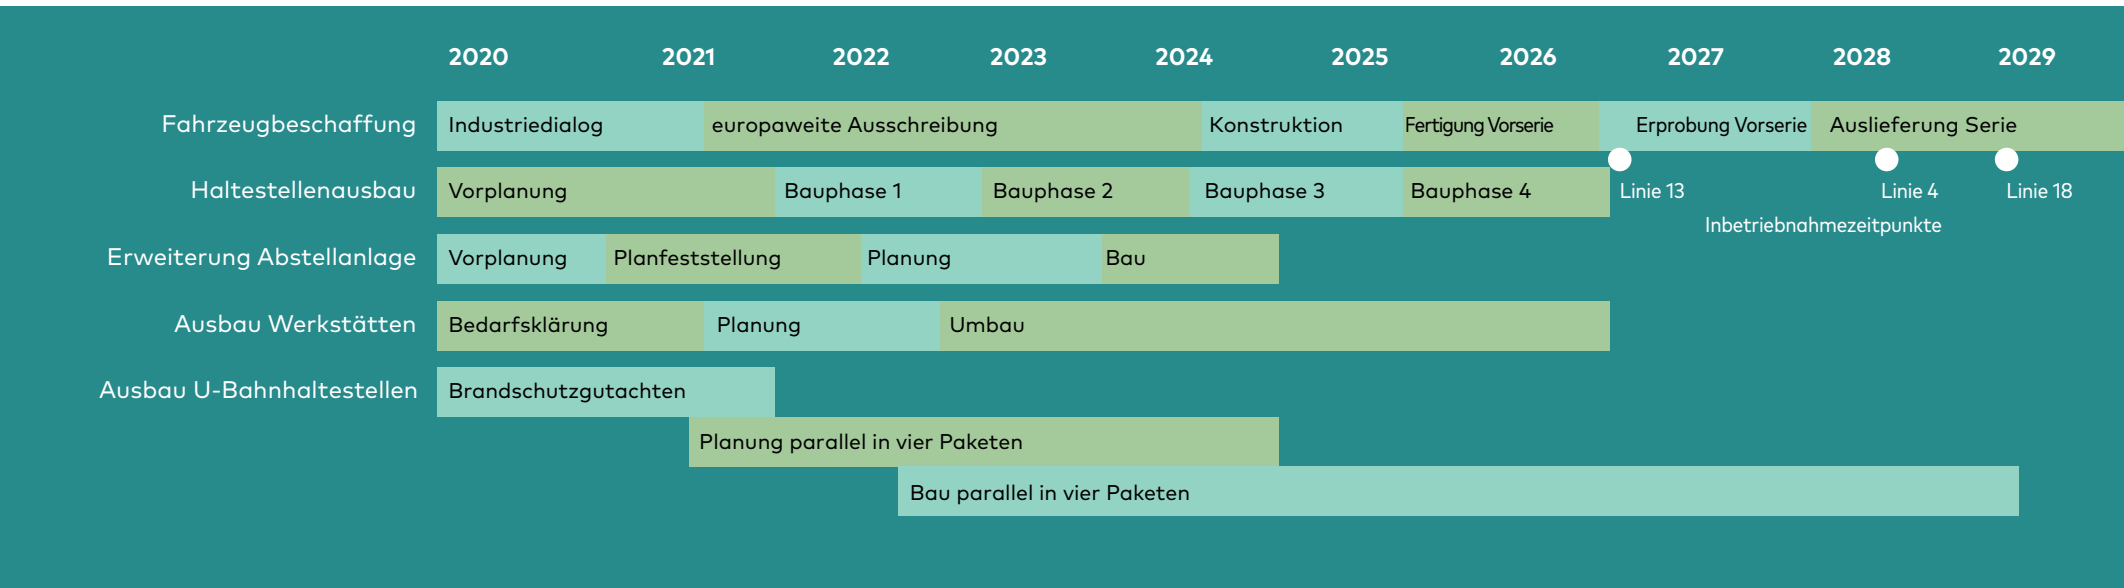 2020 2021 2022 2023 2024 2025 2026 2027 2028 2029
Fahrzeugbeschaffung Industriedialog europaweite Ausschreibung Konstruktion Fertigung Vorserie Erprobung Vorserie Auslieferung Serie
Haltestellenausbau Vorplanung Bauphase 1 Bauphase 2 Bauphase 3 Bauphase 4 Linie 13 Linie 4 Linie 18
Inbetriebnahmezeitpunkte
Erweiterung Abstellanlage Vorplanung Planfeststellung Planung Bau
Ausbau Werkstätten Bedarfsklärung Planung Umbau
Ausbau U-Bahnhaltestellen Brandschutzgutachten
Planung parallel in vier Paketen
Bau parallel in vier Paketen